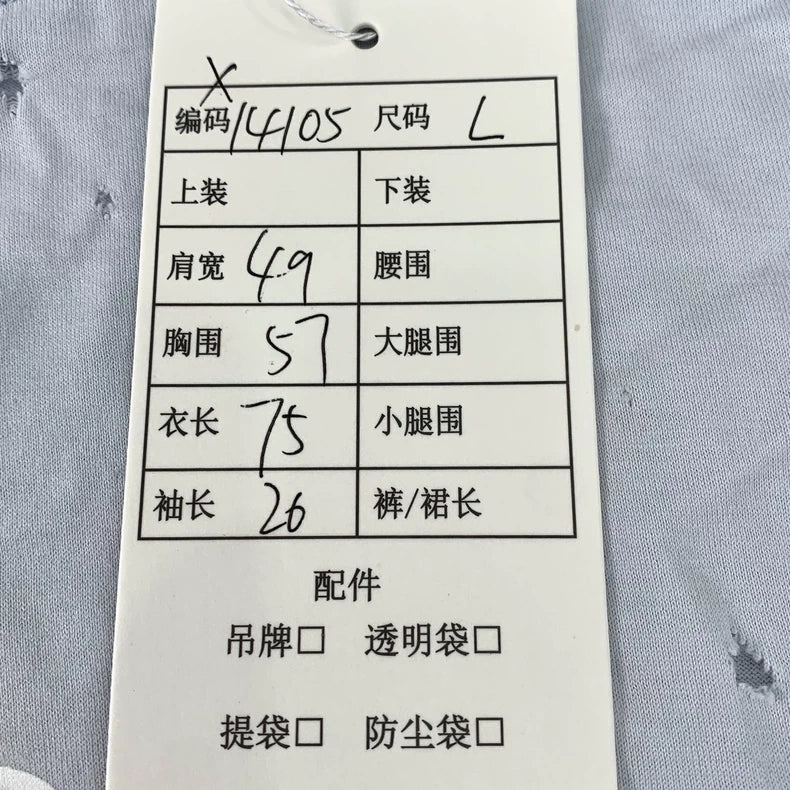 X
编码 14105 尺码 L
上装 下装
肩宽 49 腰围
胸围 57 大腿围
衣长 75 小腿围
袖长 26 裤/裙长
配件
吊牌□ 透明袋□
提袋□ 防尘袋□